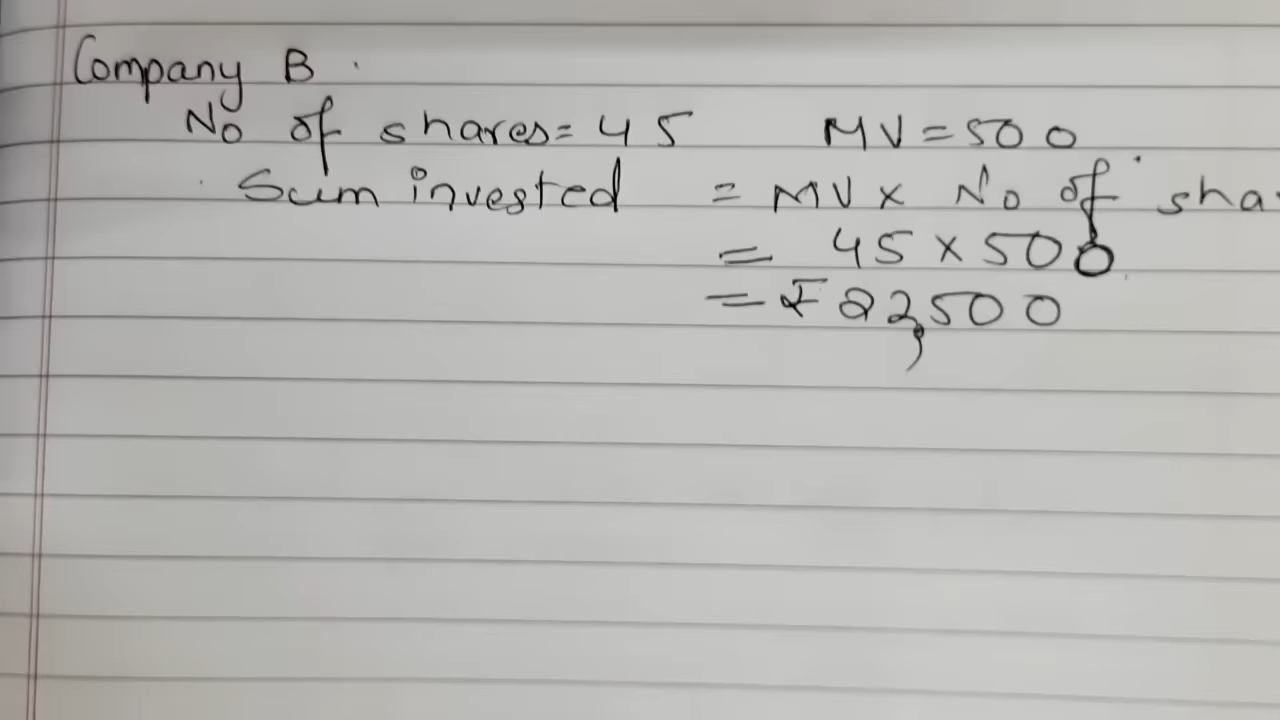 Company B.
No of shares = 45 MV = 500
Sum invested = MV x No of sha
= 45 x 500
= ₹ 22,500